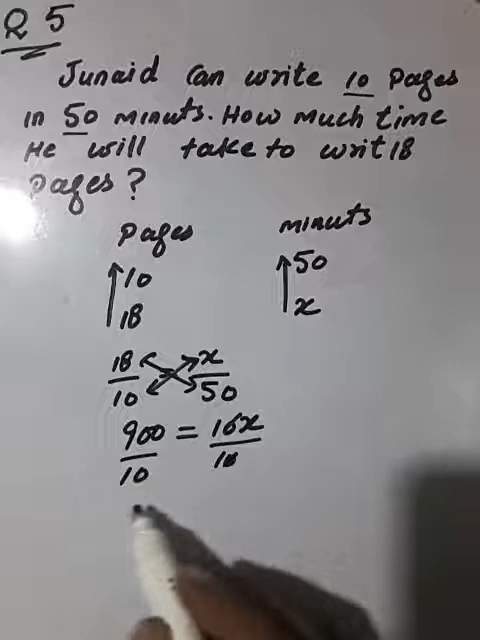 Q 5
Junaid Can write 10 Pages
in 50 minuts. How much time
He will take to writ 18
pages?
Pages minuts
10 50
18 x
18 x
10 50
900 = 10x
10 10